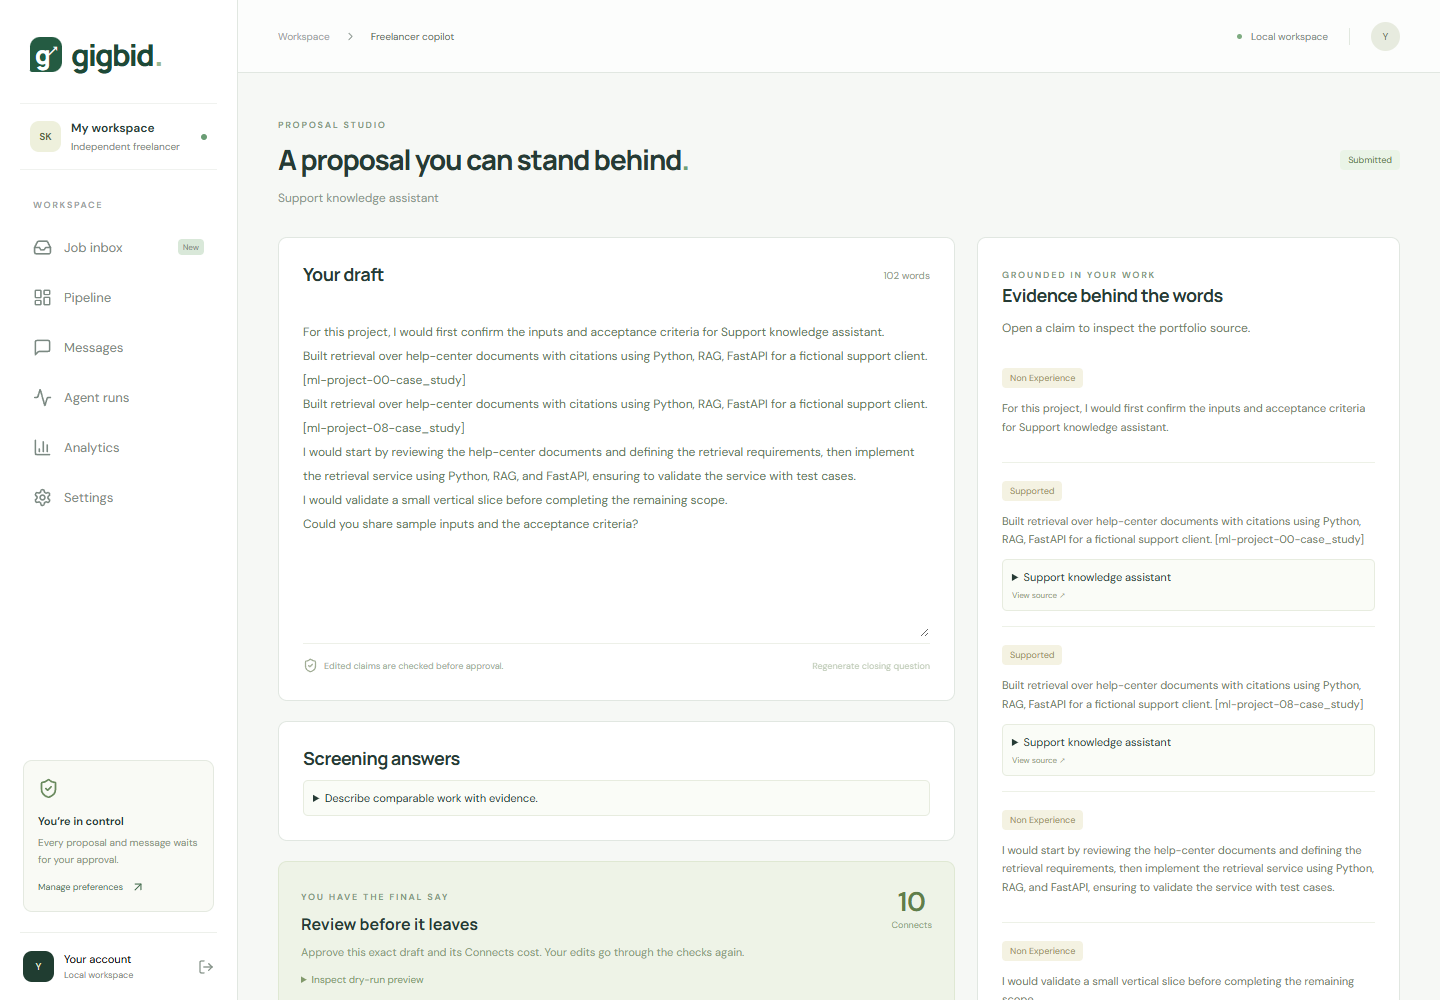 gigbid.
SK
My workspace
Independent freelancer
WORKSPACE
Job inbox
New
Pipeline
Messages
Agent runs
Analytics
Settings
You're in control
Every proposal and message waits
for your approval.
Manage preferences
Y
Your account
Local workspace
Workspace
Freelancer copilot
Local workspace
Y
PROPOSAL STUDIO
A proposal you can stand behind.
Submitted
Support knowledge assistant
Your draft
102 words
For this project, I would first confirm the inputs and acceptance criteria for Support knowledge assistant.
Built retrieval over help-center documents with citations using Python, RAG, FastAPI for a fictional support client.
[ml-project-00-case_study]
Built retrieval over help-center documents with citations using Python, RAG, FastAPI for a fictional support client.
[ml-project-08-case_study]
I would start by reviewing the help-center documents and defining the retrieval requirements, then implement
the retrieval service using Python, RAG, and FastAPI, ensuring to validate the service with test cases.
I would validate a small vertical slice before completing the remaining scope.
Could you share sample inputs and the acceptance criteria?
Edited claims are checked before approval.
Regenerate closing question
Screening answers
Describe comparable work with evidence.
YOU HAVE THE FINAL SAY
Review before it leaves
10
Connects
Approve this exact draft and its Connects cost. Your edits go through the checks again.
Inspect dry-run preview
GROUNDED IN YOUR WORK
Evidence behind the words
Open a claim to inspect the portfolio source.
Non Experience
For this project, I would first confirm the inputs and acceptance criteria
for Support knowledge assistant.
Supported
Built retrieval over help-center documents with citations using Python,
RAG, FastAPI for a fictional support client. [ml-project-00-case_study]
Support knowledge assistant
View source ↗
Supported
Built retrieval over help-center documents with citations using Python,
RAG, FastAPI for a fictional support client. [ml-project-08-case_study]
Support knowledge assistant
View source ↗
Non Experience
I would start by reviewing the help-center documents and defining the
retrieval requirements, then implement the retrieval service using Python,
RAG, and FastAPI, ensuring to validate the service with test cases.
Non Experience
I would validate a small vertical slice before completing the remaining
scope.